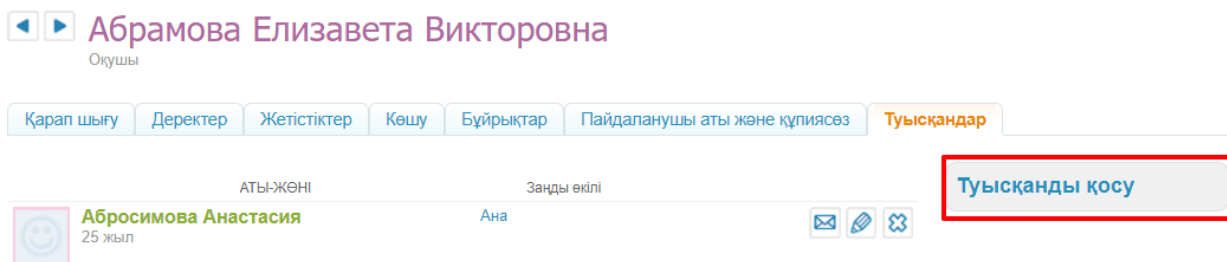 Абрамова Елизавета Викторовна
Оқушы
Қарап шығу Деректер Жетістіктер Көшу Бұйрықтар Пайдаланушы аты және құпиясөз Туысқандар
АТЫ-ЖӨНІ Заңды өкілі
Туысқанды қосу
Абросимова Анастасия Ана
25 жыл